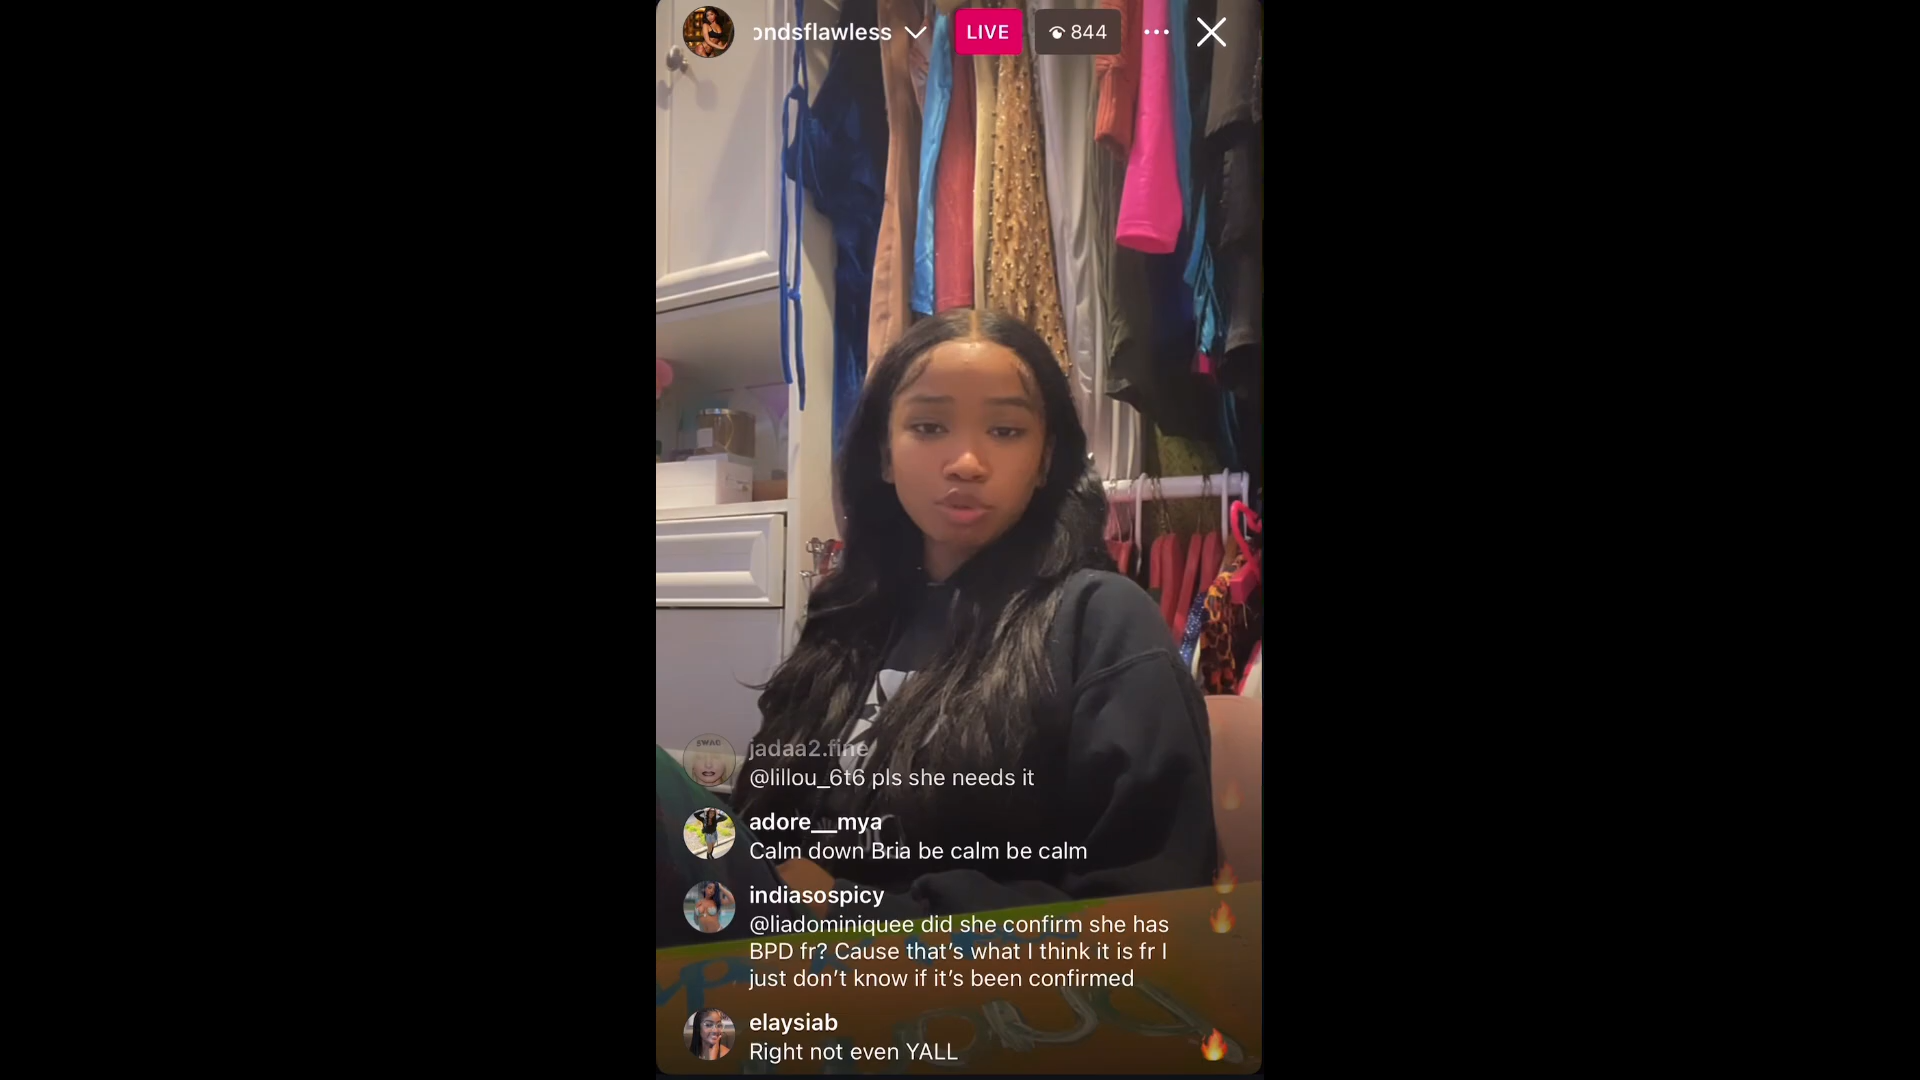 ondsflawless
LIVE
844
jadaa2.fine
@lillou_6t6 pls she needs it
adore__mya
Calm down Bria be calm be calm
indiasospicy
@liadominiquee did she confirm she has
BPD fr? Cause that’s what I think it is fr I
just don’t know if it’s been confirmed
elaysiab
Right not even YALL